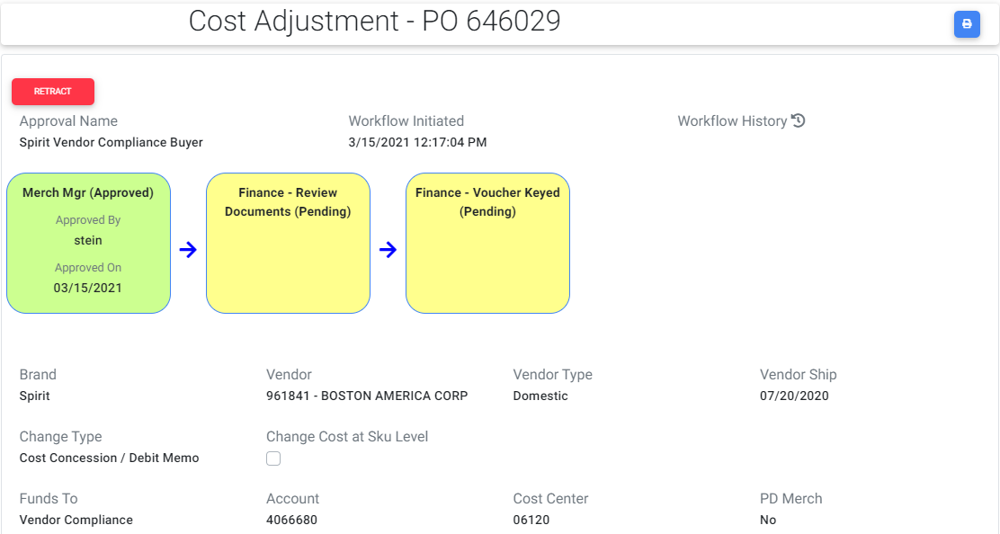 Cost Adjustment - PO 646029
RETRACT
Approval Name
Workflow Initiated
Workflow History
Spirit Vendor Compliance Buyer
3/15/2021 12:17:04 PM
Merch Mgr (Approved)
Approved By
stein
Approved On
03/15/2021
Finance - Review
Documents (Pending)
Finance - Voucher Keyed
(Pending)
Brand
Vendor
Vendor Type
Vendor Ship
Spirit
961841 - BOSTON AMERICA CORP
Domestic
07/20/2020
Change Type
Change Cost at Sku Level
Cost Concession / Debit Memo
Funds To
Account
Cost Center
PD Merch
Vendor Compliance
4066680
06120
No